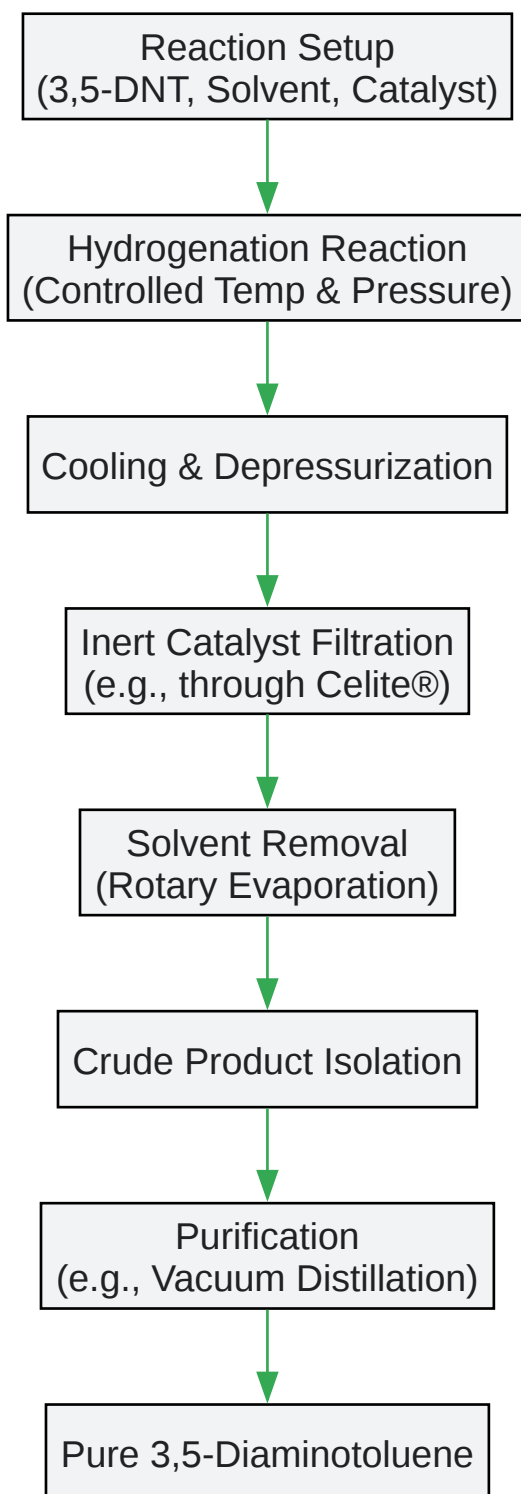 Reaction Setup
(3,5-DNT, Solvent, Catalyst)
Hydrogenation Reaction
(Controlled Temp & Pressure)
Cooling & Depressurization
Inert Catalyst Filtration
(e.g., through Celite®)
Solvent Removal
(Rotary Evaporation)
Crude Product Isolation
Purification
(e.g., Vacuum Distillation)
Pure 3,5-Diaminotoluene